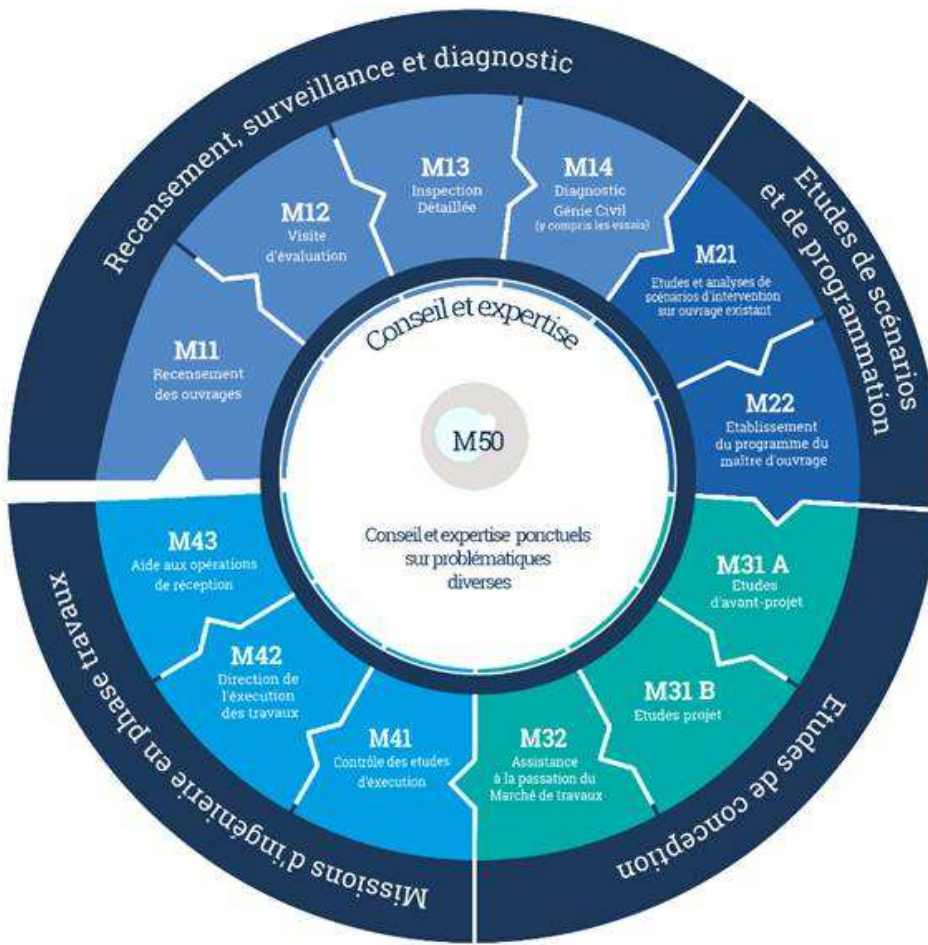 Recensement, surveillance et diagnostic
M11
Recensement
des ouvrages
M12
Visite
d'évaluation
M13
Inspection
Détaillée
M14
Diagnostic
Génie Civil
(y compris les essais)
Etudes de scénarios
et de programmation
M21
Etudes et analyses de
scénarios d'intervention
sur ouvrage existant
M22
Etablissement
du programme du
maître d'ouvrage
Etudes de conception
M31 A
Etudes
d'avant-projet
M31 B
Etudes projet
M32
Assistance
à la passation du
Marché de travaux
Missions d'ingénierie en phase travaux
M41
Contrôle des etudes
d'éxecution
M42
Direction de
l'éxecution
des travaux
M43
Aide aux opérations
de réception
Conseil et expertise
M50
Conseil et expertise ponctuels
sur problématiques
diverses